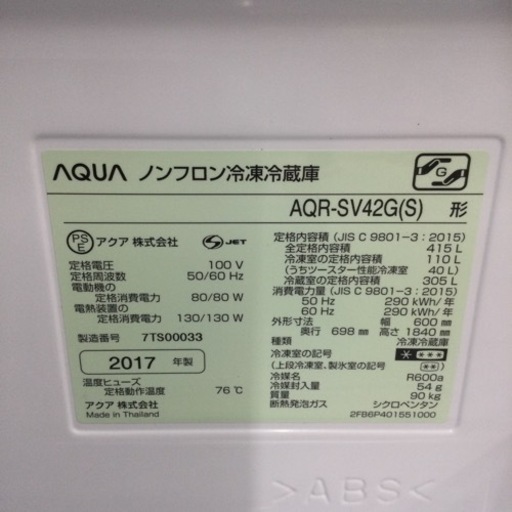 AQUA ノンフロン冷凍冷蔵庫
G
AQR-SV42G(S) 形
PS E アクア 株式会社 S JET
定格電圧 100 V
定格周波数 50/60 Hz
電動機の
定格消費電力 80/80 W
電熱装置の
定格消費電力 130/130 W
製造番号 7TS00033
2017 年製
温度ヒューズ
定格動作温度 76℃
アクア 株式会社
Made in Thailand
定格内容積 (JIS C 9801-3 : 2015)
全定格内容積 415 L
冷凍室の定格内容積 110 L
(うちツースター性能冷凍室 40 L)
冷蔵室の定格内容積 305 L
消費電力量 (JIS C 9801-3 : 2015)
50 Hz 290 kWh/年
60 Hz 290 kWh/年
外形寸法 幅 600 mm
奥行 698 mm 高さ 1840 mm
種類 冷凍冷蔵庫
冷凍室の記号 * ***
(上段冷凍室、製氷室の記号 **)
冷媒名 R600a
冷媒封入量 54 g
質量 90 kg
断熱発泡ガス シクロペンタン
2FB6P401551000
>ABS<